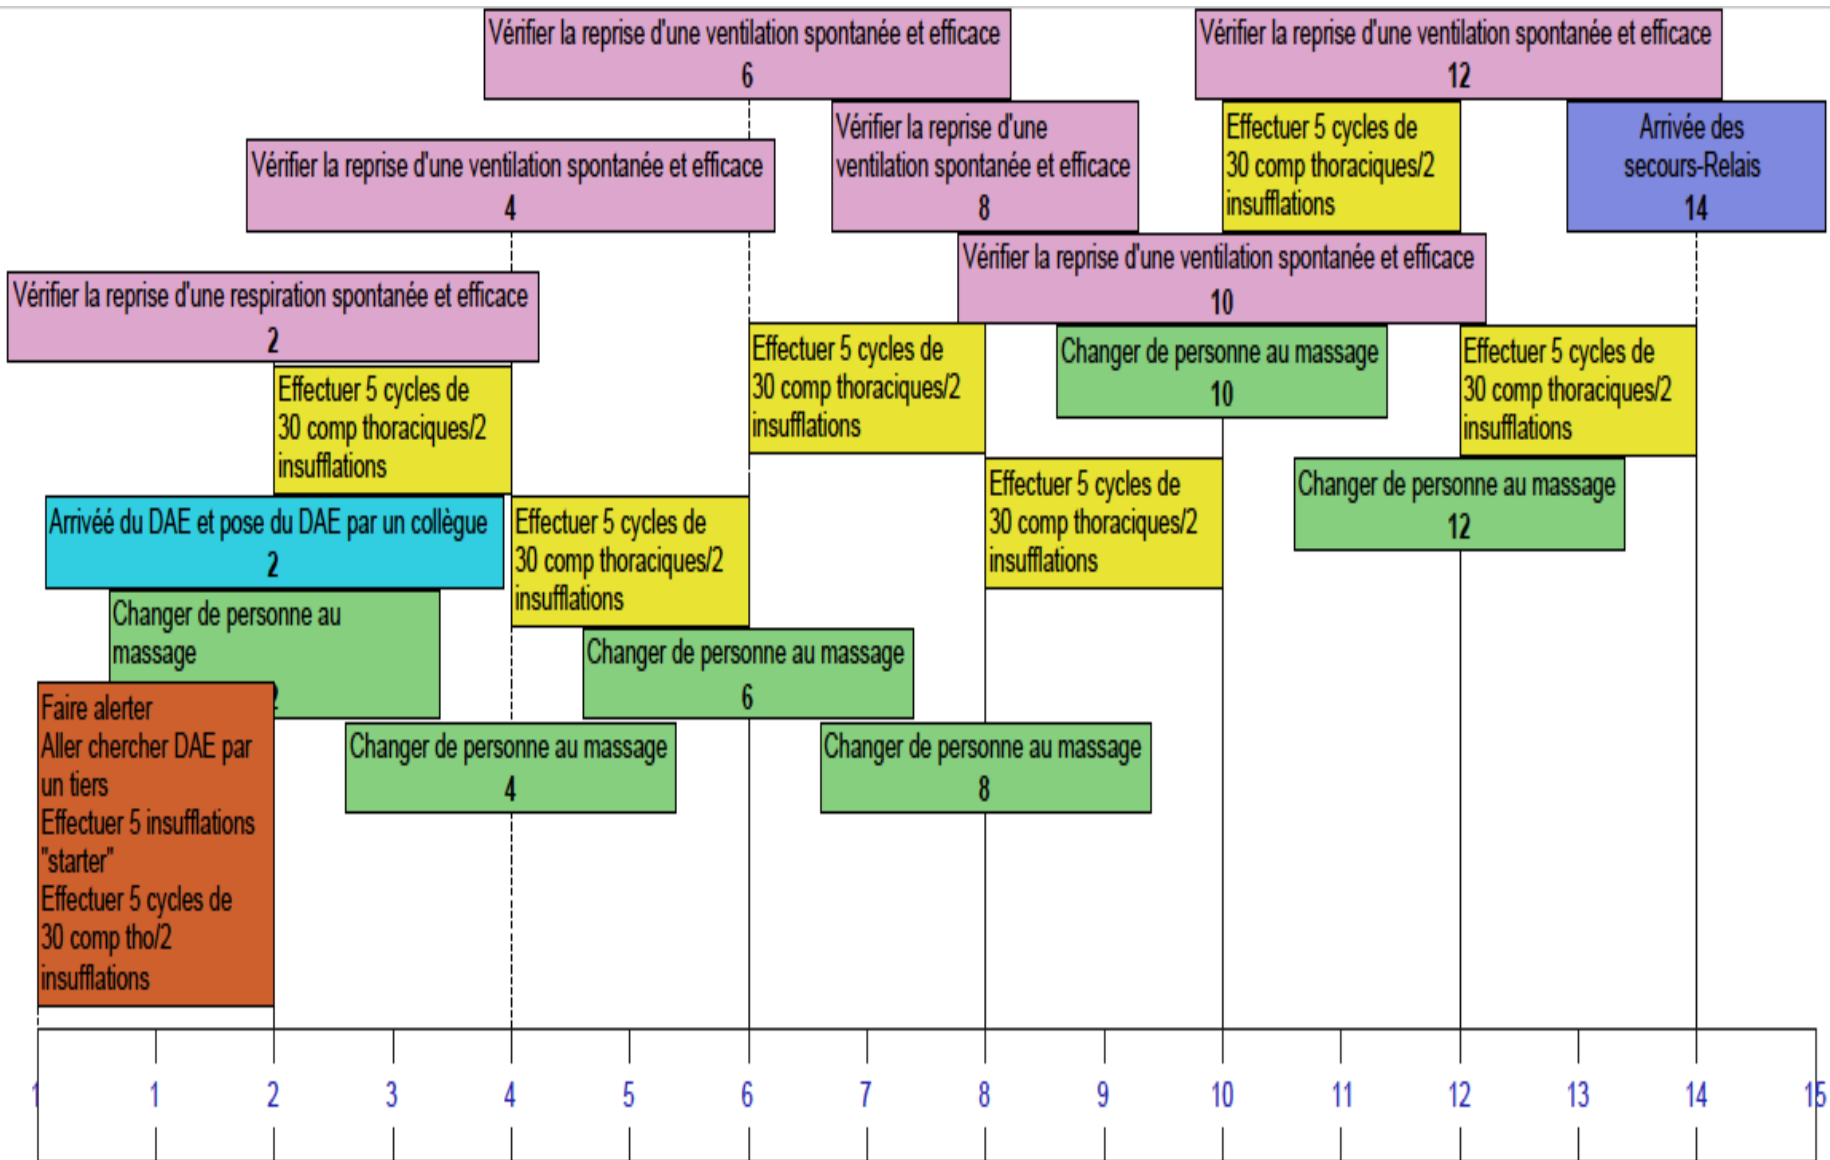 Vérifier la reprise d'une ventilation spontanée et efficace
6
Vérifier la reprise d'une ventilation spontanée et efficace
12
Vérifier la reprise d'une
ventilation spontanée et efficace
8
Effectuer 5 cycles de
30 comp thoraciques/2
insufflations
Arrivée des
secours-Relais
14
Vérifier la reprise d'une ventilation spontanée et efficace
4
Vérifier la reprise d'une ventilation spontanée et efficace
10
Vérifier la reprise d'une respiration spontanée et efficace
2
Effectuer 5 cycles de
30 comp thoraciques/2
insufflations
Effectuer 5 cycles de
30 comp thoraciques/2
insufflations
Changer de personne au massage
10
Effectuer 5 cycles de
30 comp thoraciques/2
insufflations
Effectuer 5 cycles de
30 comp thoraciques/2
insufflations
Changer de personne au massage
12
Arrivéé du DAE et pose du DAE par un collègue
2
Effectuer 5 cycles de
30 comp thoraciques/2
insufflations
Changer de personne au
massage
2
Changer de personne au massage
6
Faire alerter
Aller chercher DAE par
un tiers
Effectuer 5 insufflations
"starter"
Effectuer 5 cycles de
30 comp tho/2
insufflations
Changer de personne au massage
4
Changer de personne au massage
8
1 1 2 3 4 5 6 7 8 9 10 11 12 13 14 15